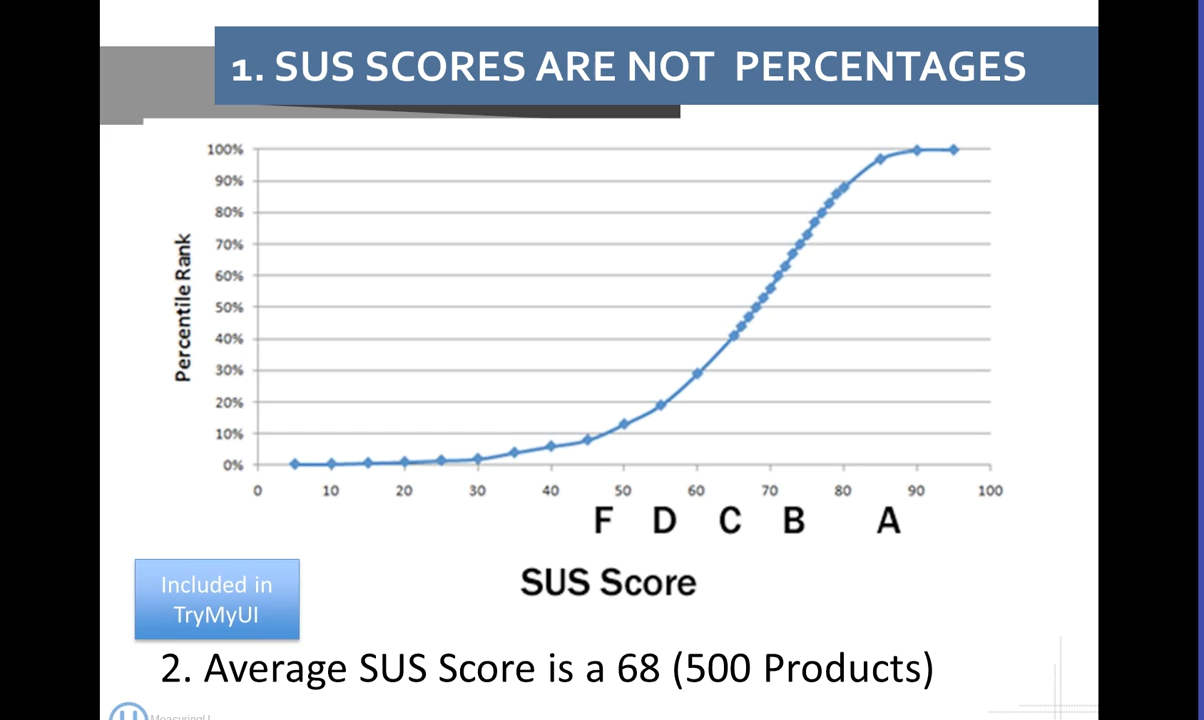 1. SUS SCORES ARE NOT PERCENTAGES
100%
90%
80%
70%
60%
50%
40%
30%
20%
10%
0%
Percentile Rank
0 10 20 30 40 50 60 70 80 90 100
F D C B A
SUS Score
Included in
TryMyUI
2. Average SUS Score is a 68 (500 Products)
MeasuringU